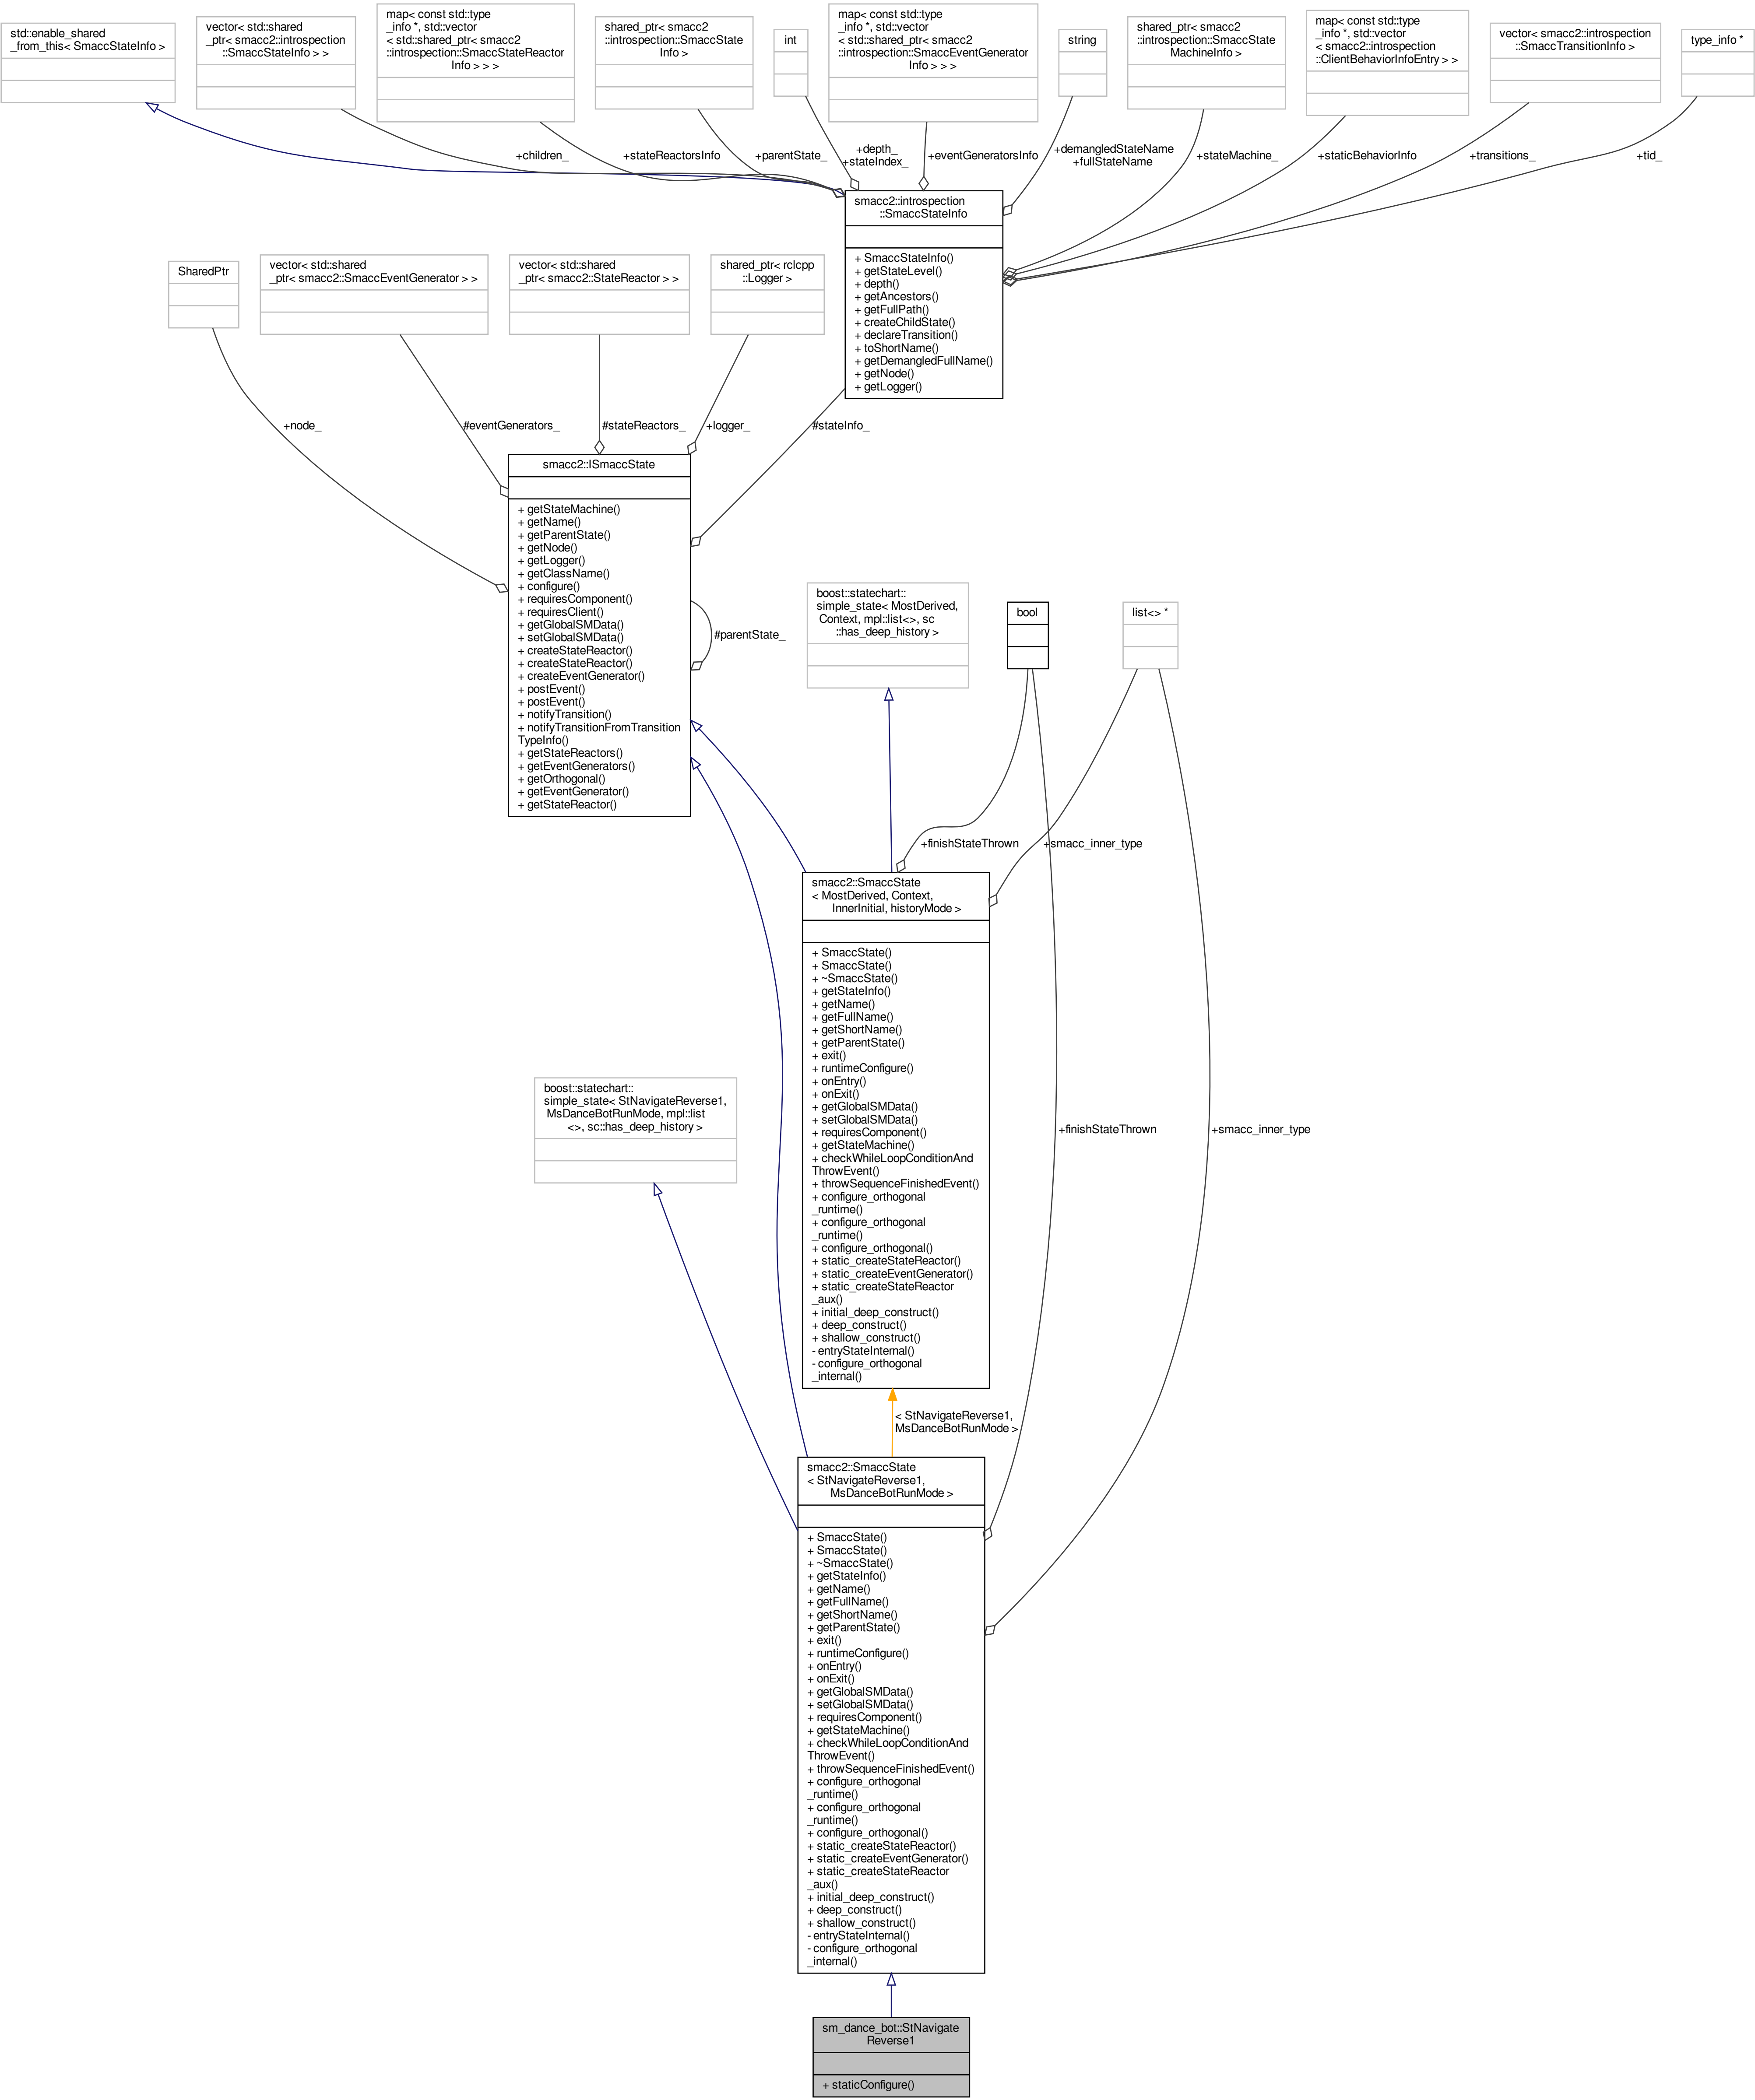 std::enable_shared
_from_this< SmaccStateInfo >
vector< std::shared
_ptr< smacc2::introspection
::SmaccStateInfo > >
map< const std::type
_info *, std::vector
< std::shared_ptr< smacc2
::introspection::SmaccStateReactor
Info > > >
shared_ptr< smacc2
::introspection::SmaccState
Info >
int
map< const std::type
_info *, std::vector
< std::shared_ptr< smacc2
::introspection::SmaccEventGenerator
Info > > >
string
shared_ptr< smacc2
::introspection::SmaccState
MachineInfo >
map< const std::type
_info *, std::vector
< smacc2::introspection
::ClientBehaviorInfoEntry > >
vector< smacc2::introspection
::SmaccTransitionInfo >
type_info *
+children_
+stateReactorsInfo
+parentState_
+depth_
+stateIndex_
+eventGeneratorsInfo
+demangledStateName
+fullStateName
+stateMachine_
+staticBehaviorInfo
+transitions_
+tid_
smacc2::introspection
::SmaccStateInfo
+ SmaccStateInfo()
+ getStateLevel()
+ depth()
+ getAncestors()
+ getFullPath()
+ createChildState()
+ declareTransition()
+ toShortName()
+ getDemangledFullName()
+ getNode()
+ getLogger()
SharedPtr
vector< std::shared
_ptr< smacc2::SmaccEventGenerator > >
vector< std::shared
_ptr< smacc2::StateReactor > >
shared_ptr< rclcpp
::Logger >
+node_
#eventGenerators_
#stateReactors_
+logger_
#stateInfo_
smacc2::ISmaccState
+ getStateMachine()
+ getName()
+ getParentState()
+ getNode()
+ getLogger()
+ getClassName()
+ configure()
+ requiresComponent()
+ requiresClient()
+ getGlobalSMData()
+ setGlobalSMData()
+ createStateReactor()
+ createStateReactor()
+ createEventGenerator()
+ postEvent()
+ postEvent()
+ notifyTransition()
+ notifyTransitionFromTransition
TypeInfo()
+ getStateReactors()
+ getEventGenerators()
+ getOrthogonal()
+ getEventGenerator()
+ getStateReactor()
#parentState_
boost::statechart::
simple_state< MostDerived,
Context, mpl::list<>, sc
::has_deep_history >
bool
list<> *
+finishStateThrown
+smacc_inner_type
smacc2::SmaccState
< MostDerived, Context,
InnerInitial, historyMode >
+ SmaccState()
+ SmaccState()
+ ~SmaccState()
+ getStateInfo()
+ getName()
+ getFullName()
+ getShortName()
+ getParentState()
+ exit()
+ runtimeConfigure()
+ onEntry()
+ onExit()
+ getGlobalSMData()
+ setGlobalSMData()
+ requiresComponent()
+ getStateMachine()
+ checkWhileLoopConditionAnd
ThrowEvent()
+ throwSequenceFinishedEvent()
+ configure_orthogonal
_runtime()
+ configure_orthogonal
_runtime()
+ configure_orthogonal()
+ static_createStateReactor()
+ static_createEventGenerator()
+ static_createStateReactor
_aux()
+ initial_deep_construct()
+ deep_construct()
+ shallow_construct()
- entryStateInternal()
- configure_orthogonal
_internal()
boost::statechart::
simple_state< StNavigateReverse1,
MsDanceBotRunMode, mpl::list
<>, sc::has_deep_history >
+finishStateThrown
+smacc_inner_type
< StNavigateReverse1,
MsDanceBotRunMode >
smacc2::SmaccState
< StNavigateReverse1,
MsDanceBotRunMode >
+ SmaccState()
+ SmaccState()
+ ~SmaccState()
+ getStateInfo()
+ getName()
+ getFullName()
+ getShortName()
+ getParentState()
+ exit()
+ runtimeConfigure()
+ onEntry()
+ onExit()
+ getGlobalSMData()
+ setGlobalSMData()
+ requiresComponent()
+ getStateMachine()
+ checkWhileLoopConditionAnd
ThrowEvent()
+ throwSequenceFinishedEvent()
+ configure_orthogonal
_runtime()
+ configure_orthogonal
_runtime()
+ configure_orthogonal()
+ static_createStateReactor()
+ static_createEventGenerator()
+ static_createStateReactor
_aux()
+ initial_deep_construct()
+ deep_construct()
+ shallow_construct()
- entryStateInternal()
- configure_orthogonal
_internal()
sm_dance_bot::StNavigate
Reverse1
+ staticConfigure()